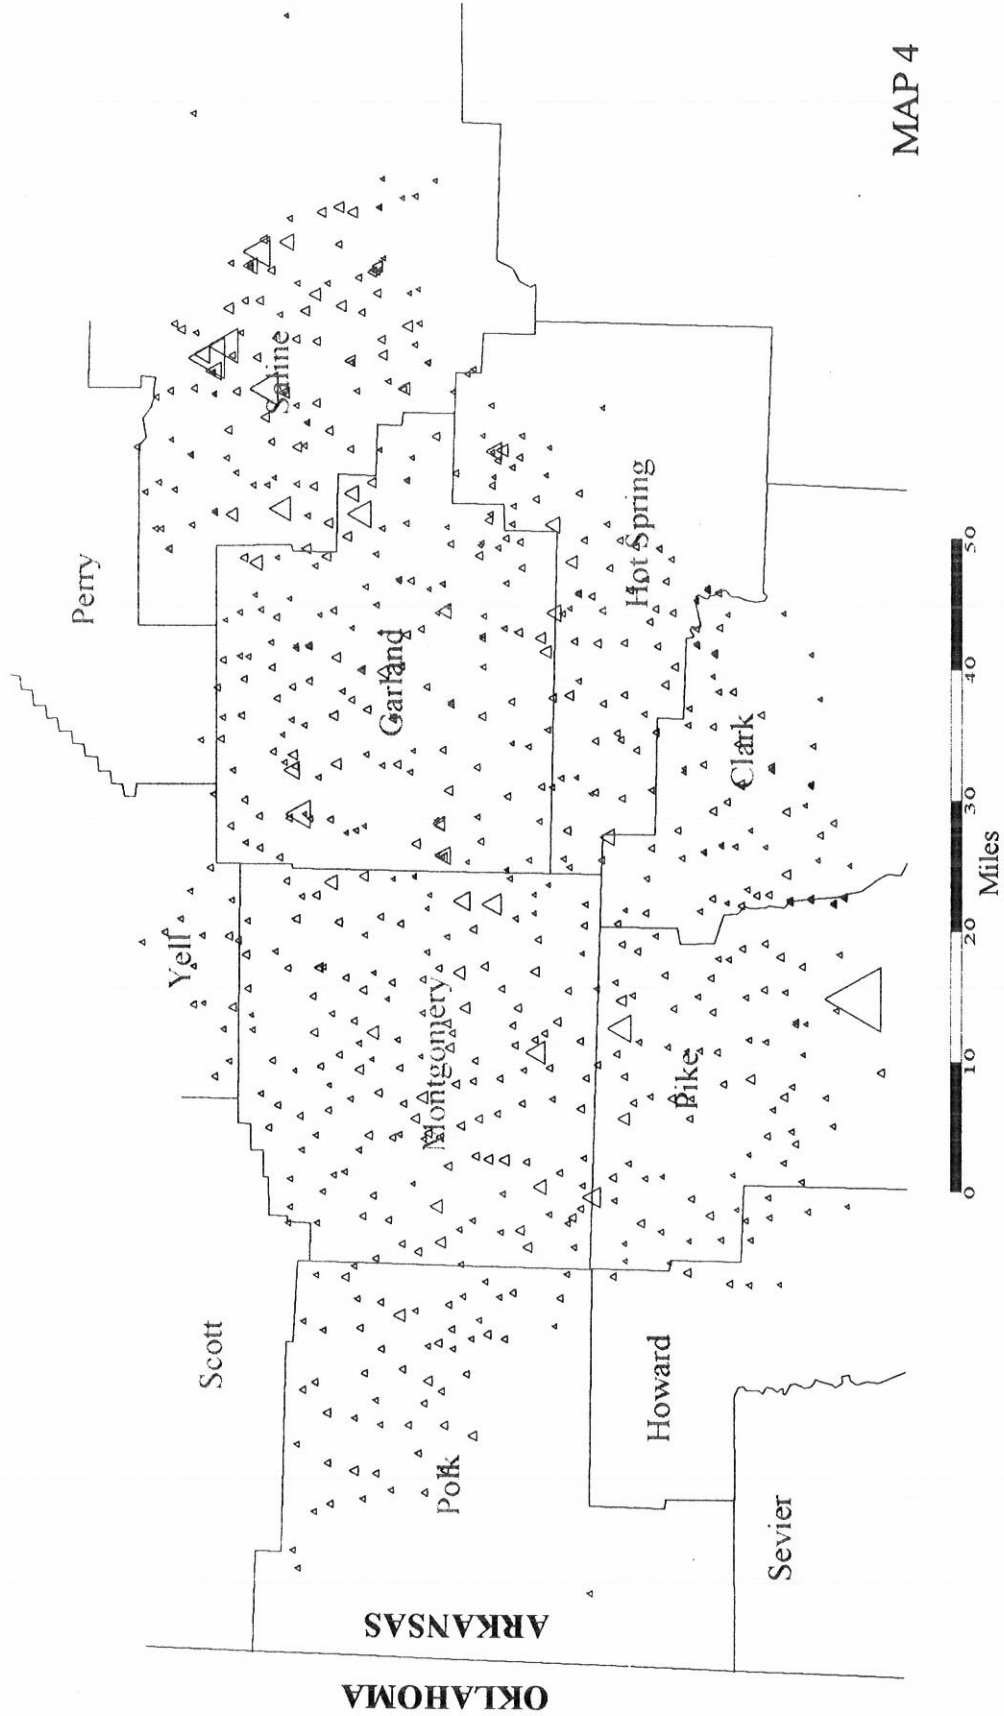 Perry
Yell
Scott
Saline
Garland
Montgomery
Polk
Hot Spring
Clark
Pike
Howard
Sevier
OKLAHOMA
ARKANSAS
0 10 20 30 40 50
Miles
MAP 4